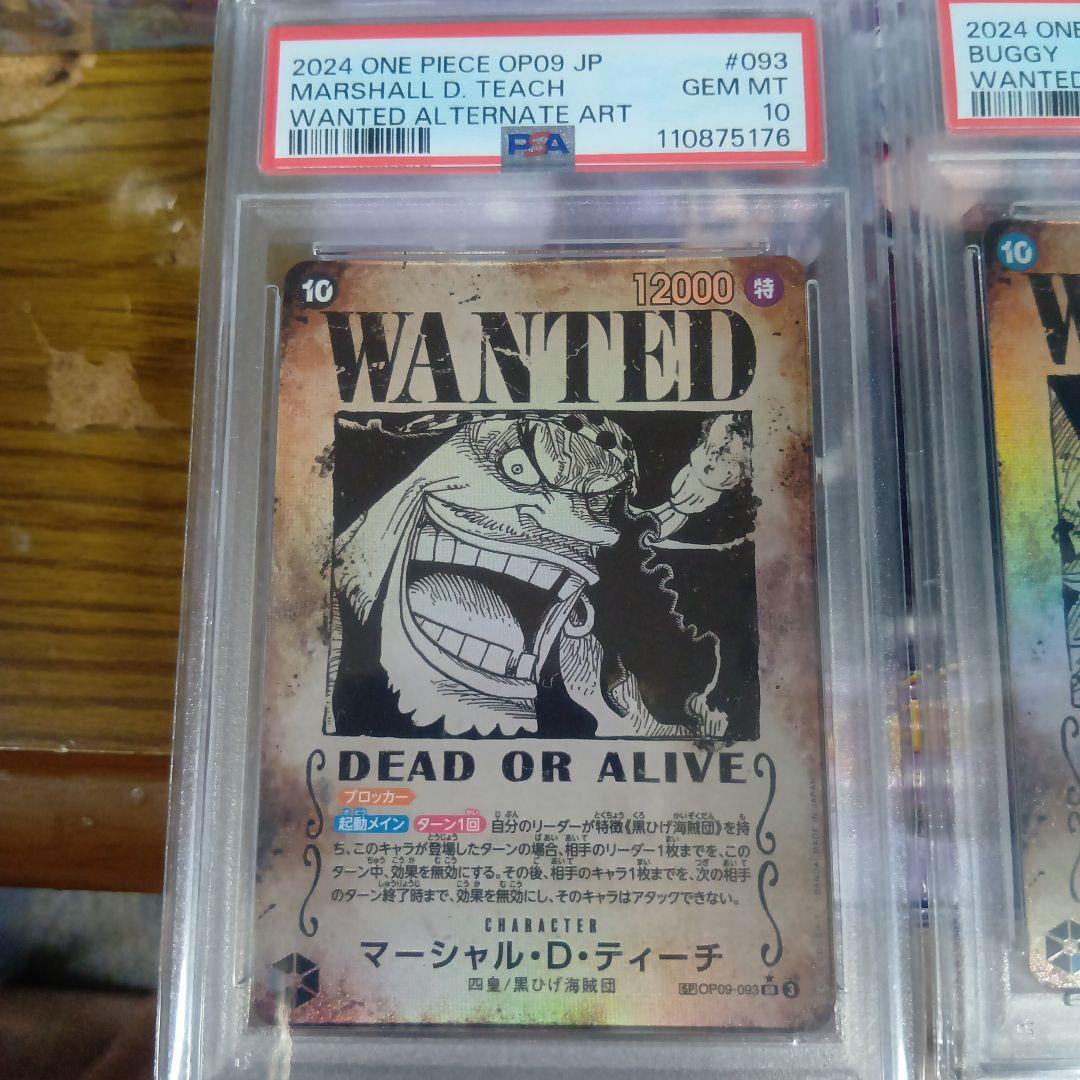 2024 ONE PIECE OP09 JP #093
MARSHALL D. TEACH GEM MT
WANTED ALTERNATE ART 10
PSA 110875176
10 12000 特
WANTED
DEAD OR ALIVE
ブロッカー
起動メイン ターン1回 自分のリーダーが特徴《黒ひげ海賊団》を持
ち、このキャラが登場したターンの場合、相手のリーダー1枚までを、この
ターン中、効果を無効にする。その後、相手のキャラ1枚までを、次の相手
のターン終了時まで、効果を無効にし、そのキャラはアタックできない。
CHARACTER
マーシャル・D・ティーチ
四皇/黒ひげ海賊団
SP OP09-093 SR 3
BANDAI MADE IN JAPAN
2024 ONE
BUGGY
WANTED
10